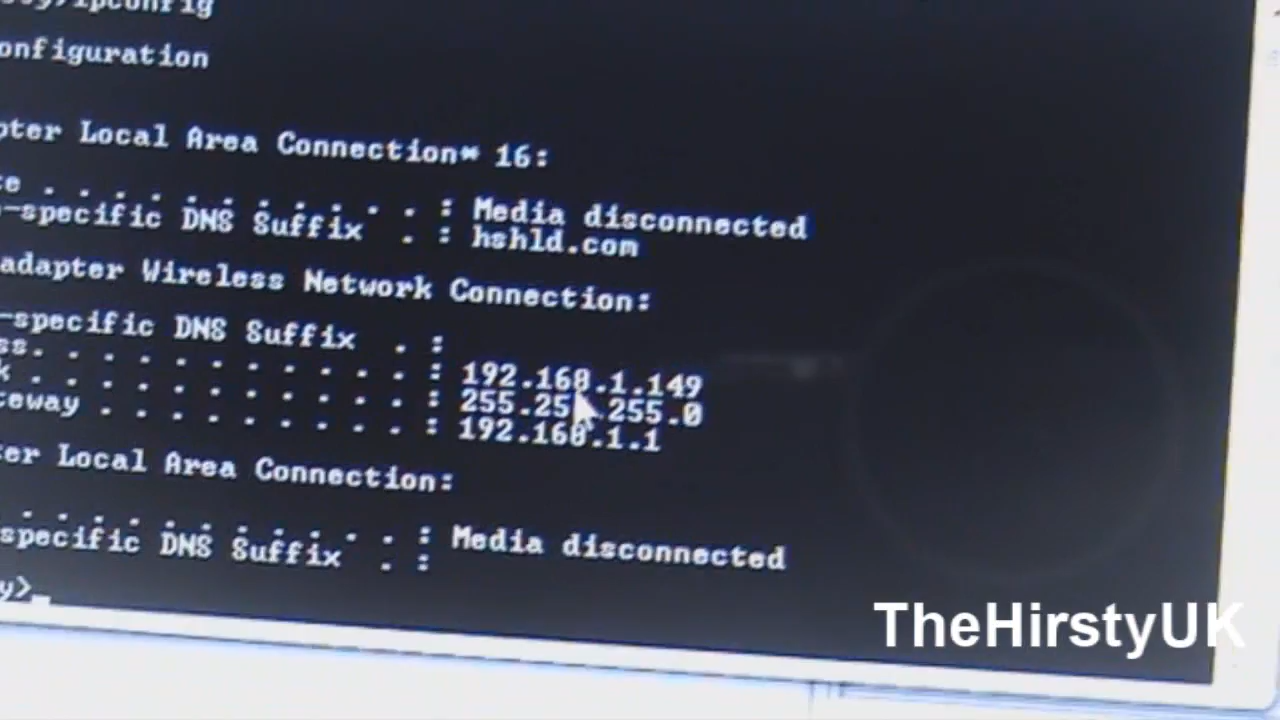 ty>ipconfig
onfiguration
pter Local Area Connection* 16:
te . . . . . . . . . . . : Media disconnected
-specific DNS Suffix . : hshld.com
adapter Wireless Network Connection:
-specific DNS Suffix . :
ss. . . . . . . . . . . : 192.168.1.149
k . . . . . . . . . . . : 255.255.255.0
teway . . . . . . . . . : 192.168.1.1
ter Local Area Connection:
. . . . . . . . . . . : Media disconnected
specific DNS Suffix . :
y>_
TheHirstyUK